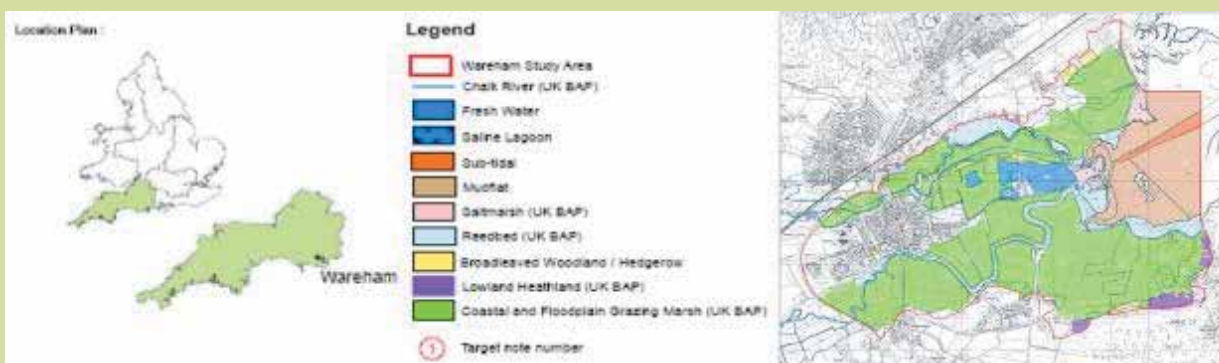 Location Plan :
Wareham
Legend
Wareham Study Area
Chalk River (UK BAP)
Fresh Water
Saline Lagoon
Sub-tidal
Mudflat
Saltmarsh (UK BAP)
Reedbed (UK BAP)
Broadleaved Woodland / Hedgerow
Lowland Heathland (UK BAP)
Coastal and Floodplain Grazing Marsh (UK BAP)
Target note number